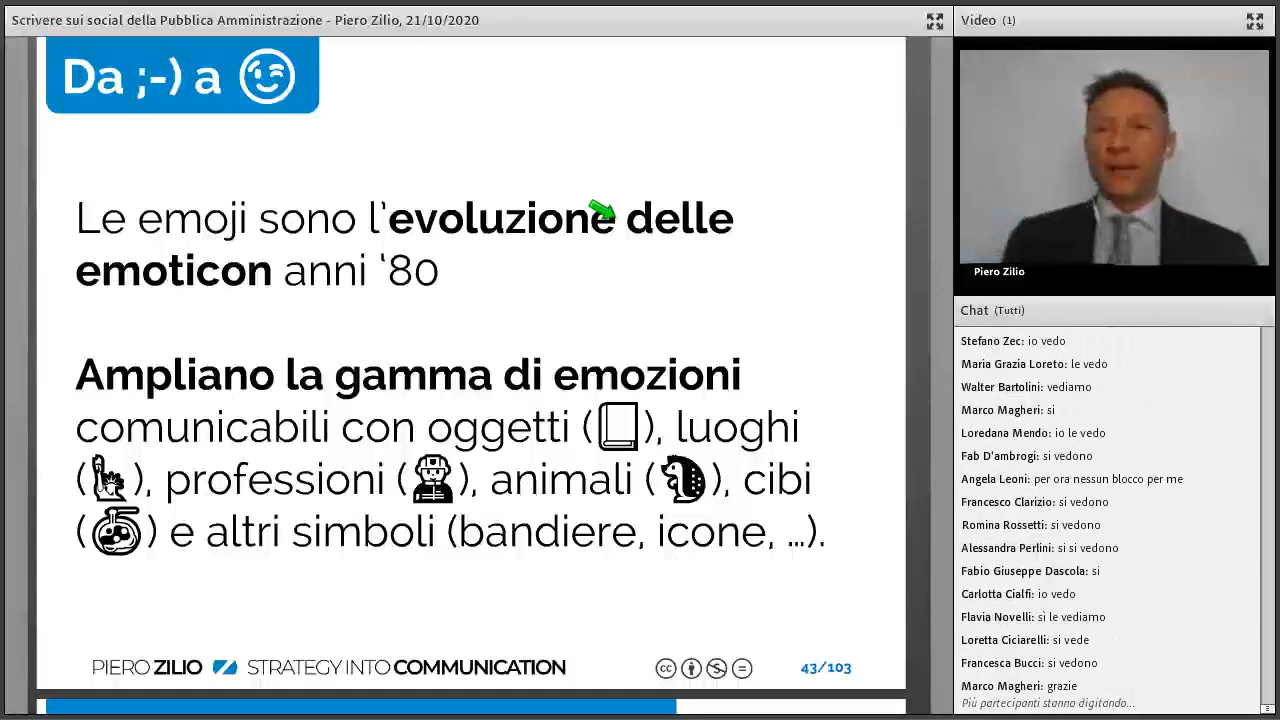 Scrivere sui social della Pubblica Amministrazione - Piero Zilio, 21/10/2020
Da ;-) a 😉
Le emoji sono l’evoluzione delle
emoticon anni ‘80
Ampliano la gamma di emozioni
comunicabili con oggetti (), luoghi
(), professioni (), animali (), cibi
() e altri simboli (bandiere, icone, …).
PIERO ZILIO STRATEGY INTO COMMUNICATION
cc
43/103
Video (1)
Piero Zilio
Chat (Tutti)
Stefano Zec: io vedo
Maria Grazia Loreto: le vedo
Walter Bartolini: vediamo
Marco Magheri: si
Loredana Mendo: io le vedo
Fab D'ambrogi: si vedono
Angela Leoni: per ora nessun blocco per me
Francesco Clarizio: si vedono
Romina Rossetti: si vedono
Alessandra Perlini: si si vedono
Fabio Giuseppe Dascola: si
Carlotta Cialfi: io vedo
Flavia Novelli: sì le vediamo
Loretta Ciciarelli: si vede
Francesca Bucci: si vedono
Marco Magheri: grazie
Più partecipanti stanno digitando...